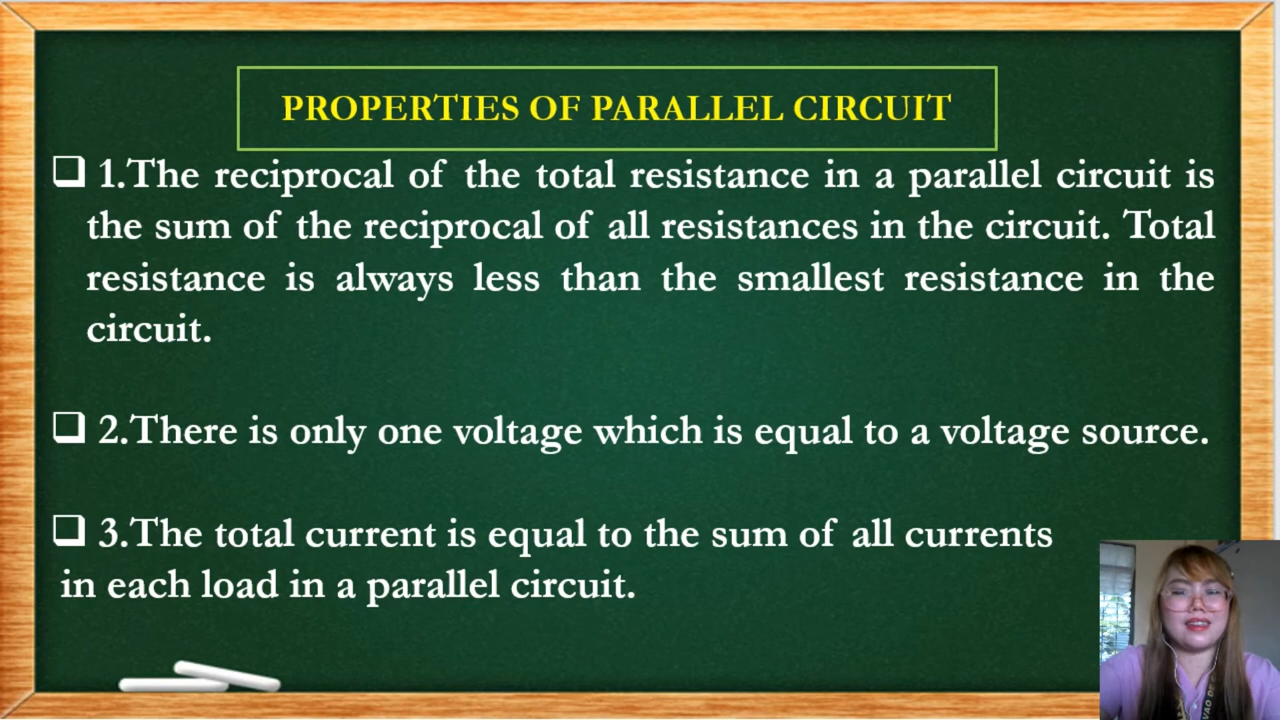 PROPERTIES OF PARALLEL CIRCUIT
1.The reciprocal of the total resistance in a parallel circuit is
the sum of the reciprocal of all resistances in the circuit. Total
resistance is always less than the smallest resistance in the
circuit.
2.There is only one voltage which is equal to a voltage source.
3.The total current is equal to the sum of all currents
in each load in a parallel circuit.